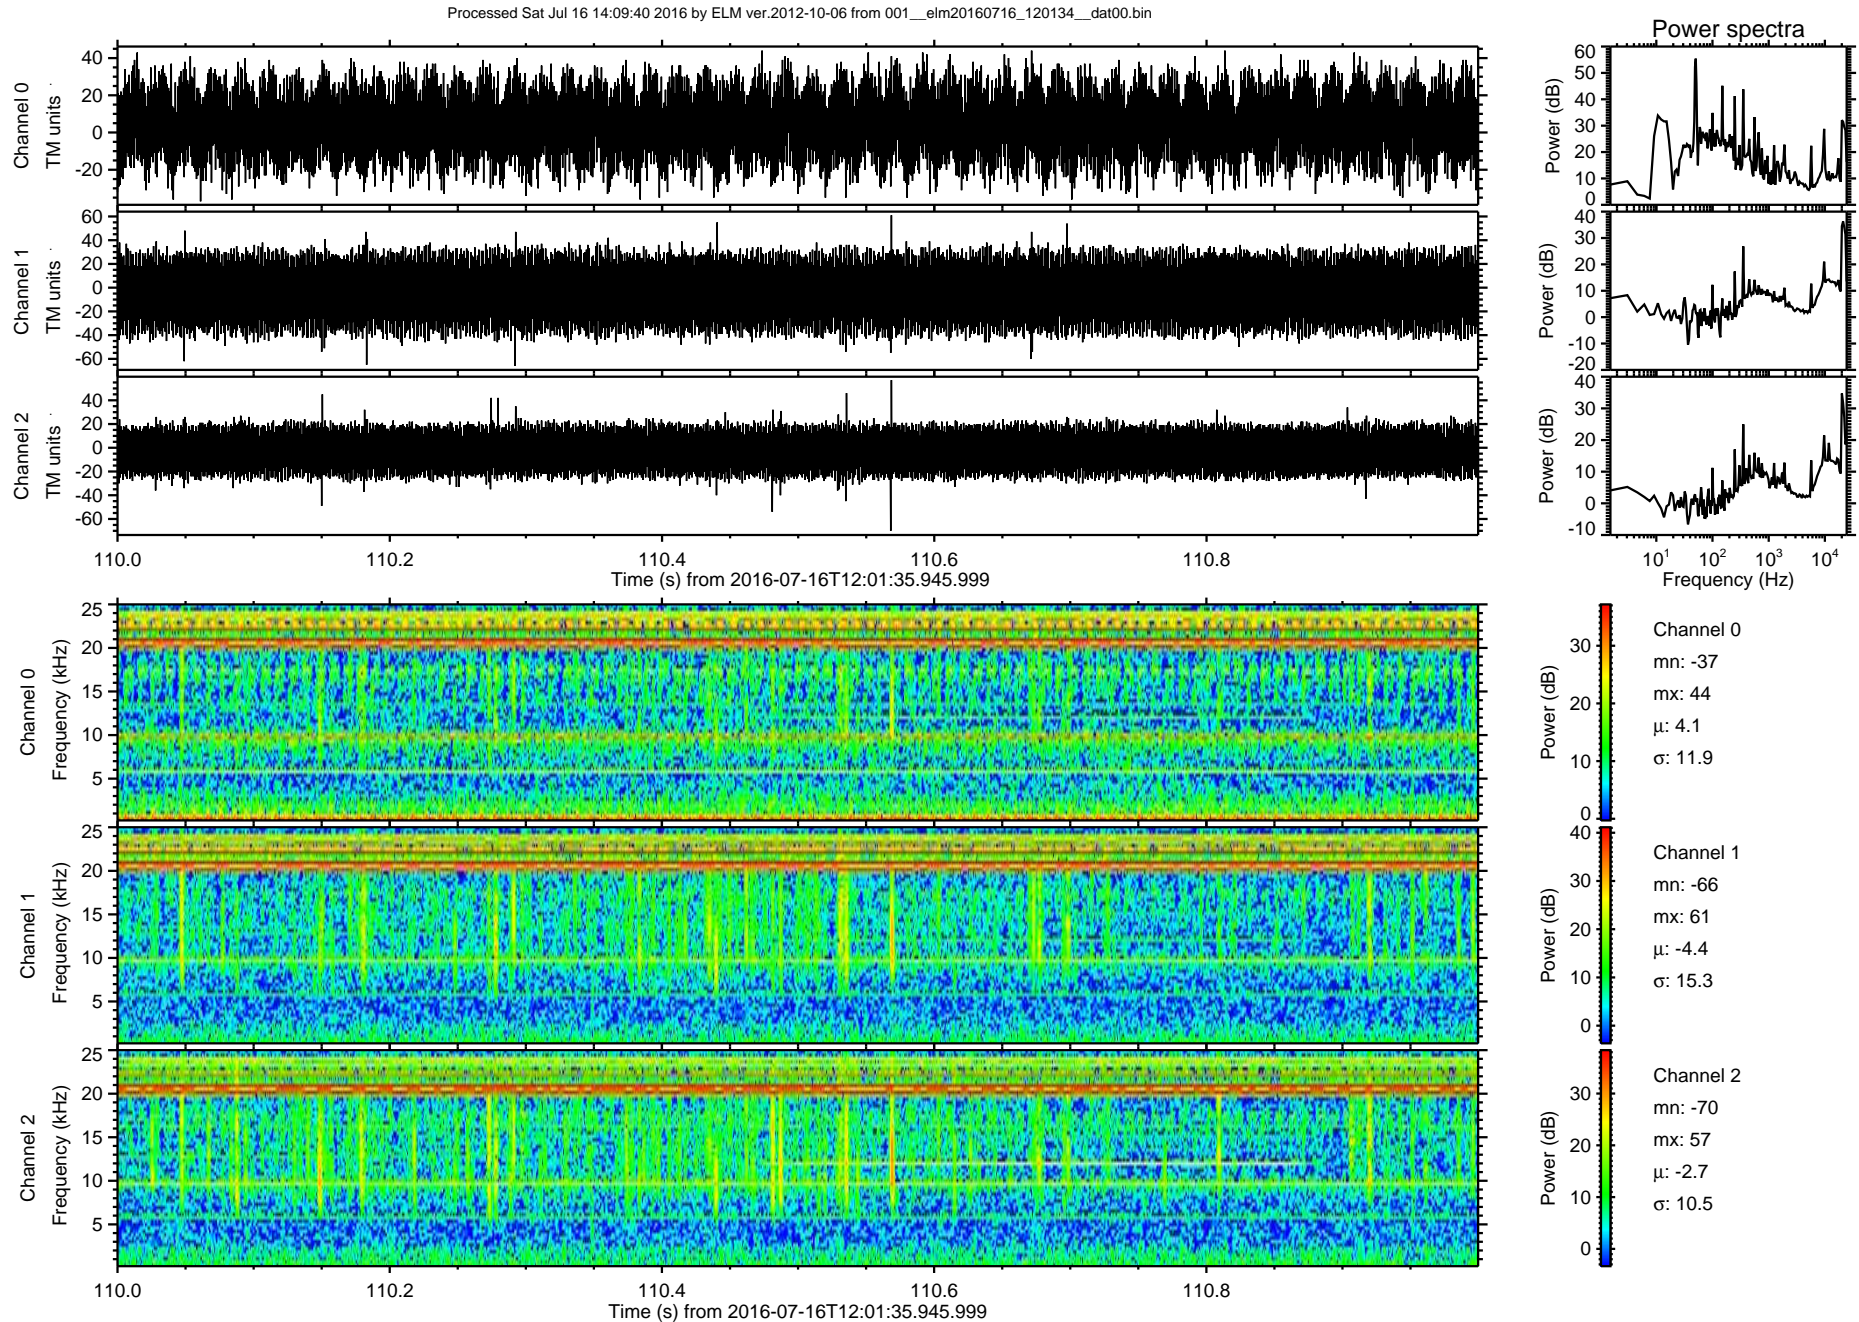 Processed Sat Jul 16 14:09:40 2016 by ELM ver.2012-10-06 from 001__elm20160716_120134__dat00.bin
Power spectra
Channel 0
TM units
40
20
0
-20
Power (dB)
60
50
40
30
20
10
0
Channel 1
TM units
60
40
20
0
-20
-40
-60
Power (dB)
40
30
20
10
0
-10
-20
Channel 2
TM units
40
20
0
-20
-40
-60
Power (dB)
40
30
20
10
0
-10
110.0 110.2 110.4 110.6 110.8
Time (s) from 2016-07-16T12:01:35.945.999
10¹ 10² 10³ 10⁴
Frequency (Hz)
Channel 0
Frequency (kHz)
25
20
15
10
5
Power (dB)
30
20
10
0
Channel 0
mn: -37
mx: 44
μ: 4.1
σ: 11.9
Channel 1
Frequency (kHz)
25
20
15
10
5
Power (dB)
40
30
20
10
0
Channel 1
mn: -66
mx: 61
μ: -4.4
σ: 15.3
Channel 2
Frequency (kHz)
25
20
15
10
5
Power (dB)
30
20
10
0
Channel 2
mn: -70
mx: 57
μ: -2.7
σ: 10.5
110.0 110.2 110.4 110.6 110.8
Time (s) from 2016-07-16T12:01:35.945.999